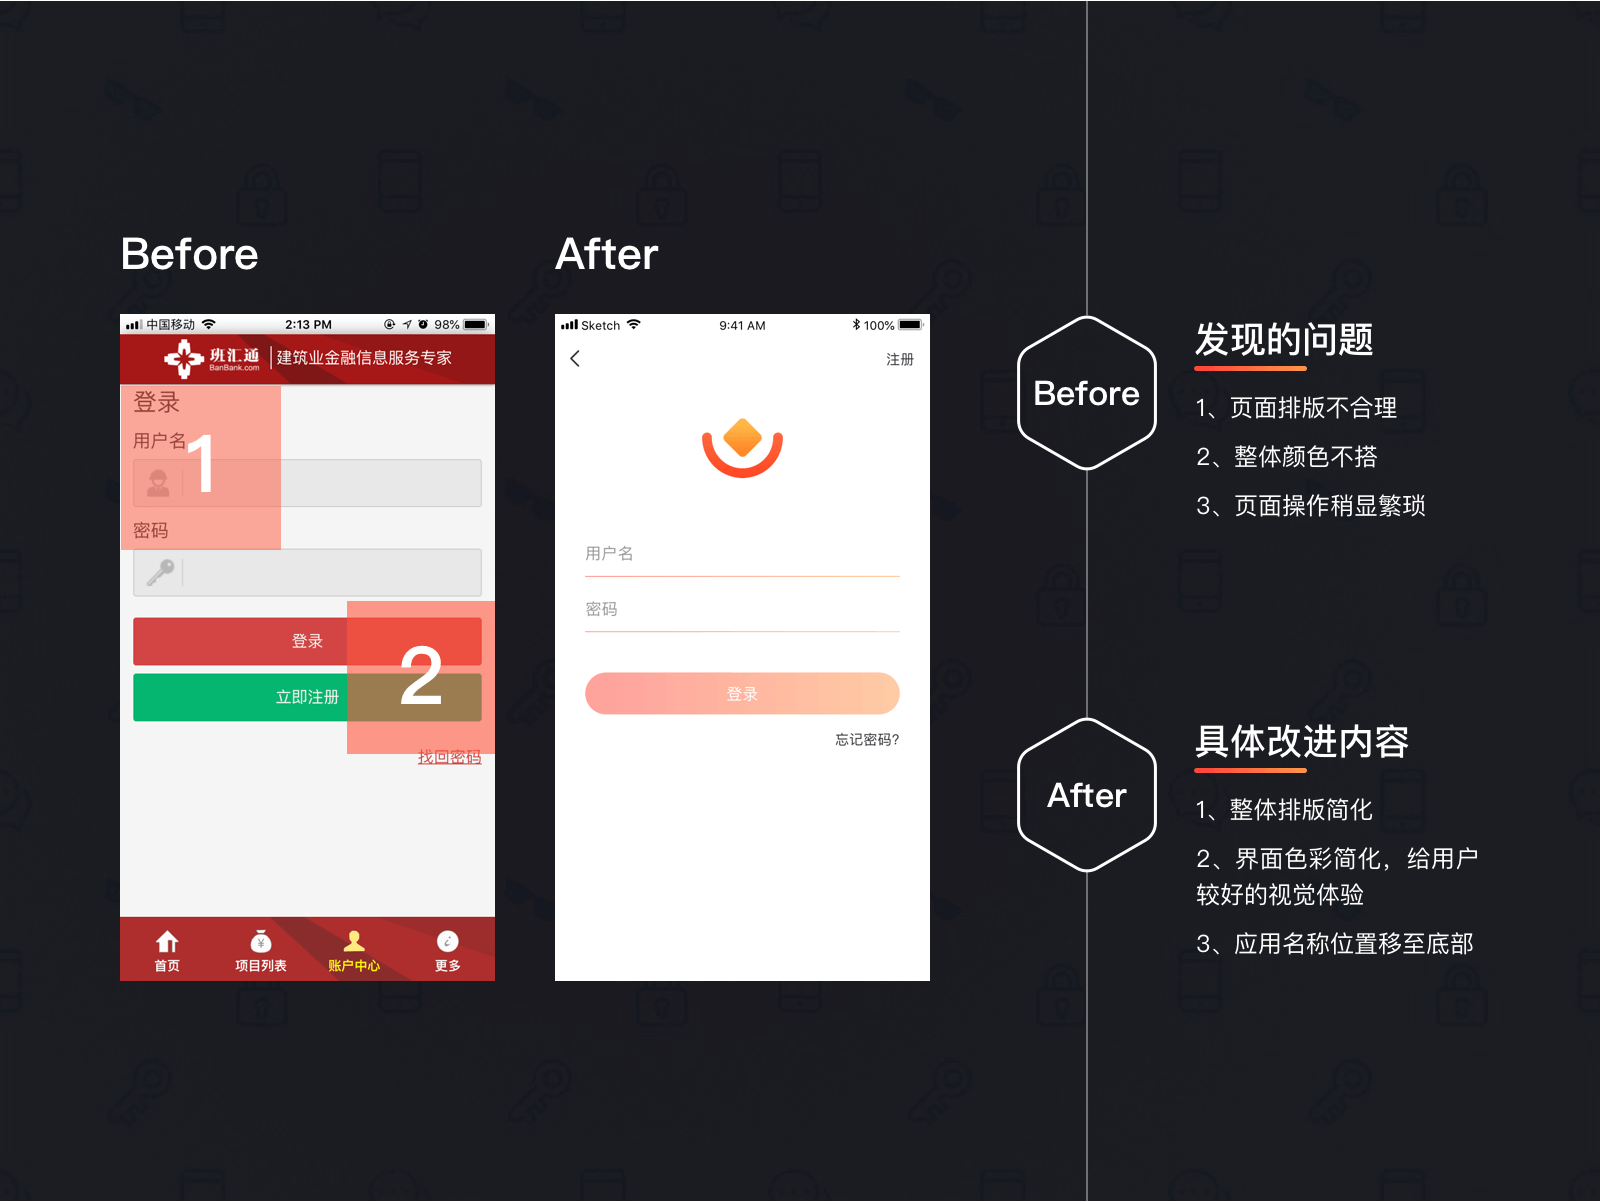 Before
After
中国移动
2:13 PM
98%
班汇通
BanBank.com
建筑业金融信息服务专家
登录
用户名
1
密码
登录
2
立即注册
找回密码
首页
项目列表
账户中心
更多
Sketch
9:41 AM
100%
注册
用户名
密码
登录
忘记密码?
Before
发现的问题
1、页面排版不合理
2、整体颜色不搭
3、页面操作稍显繁琐
After
具体改进内容
1、整体排版简化
2、界面色彩简化，给用户
较好的视觉体验
3、应用名称位置移至底部